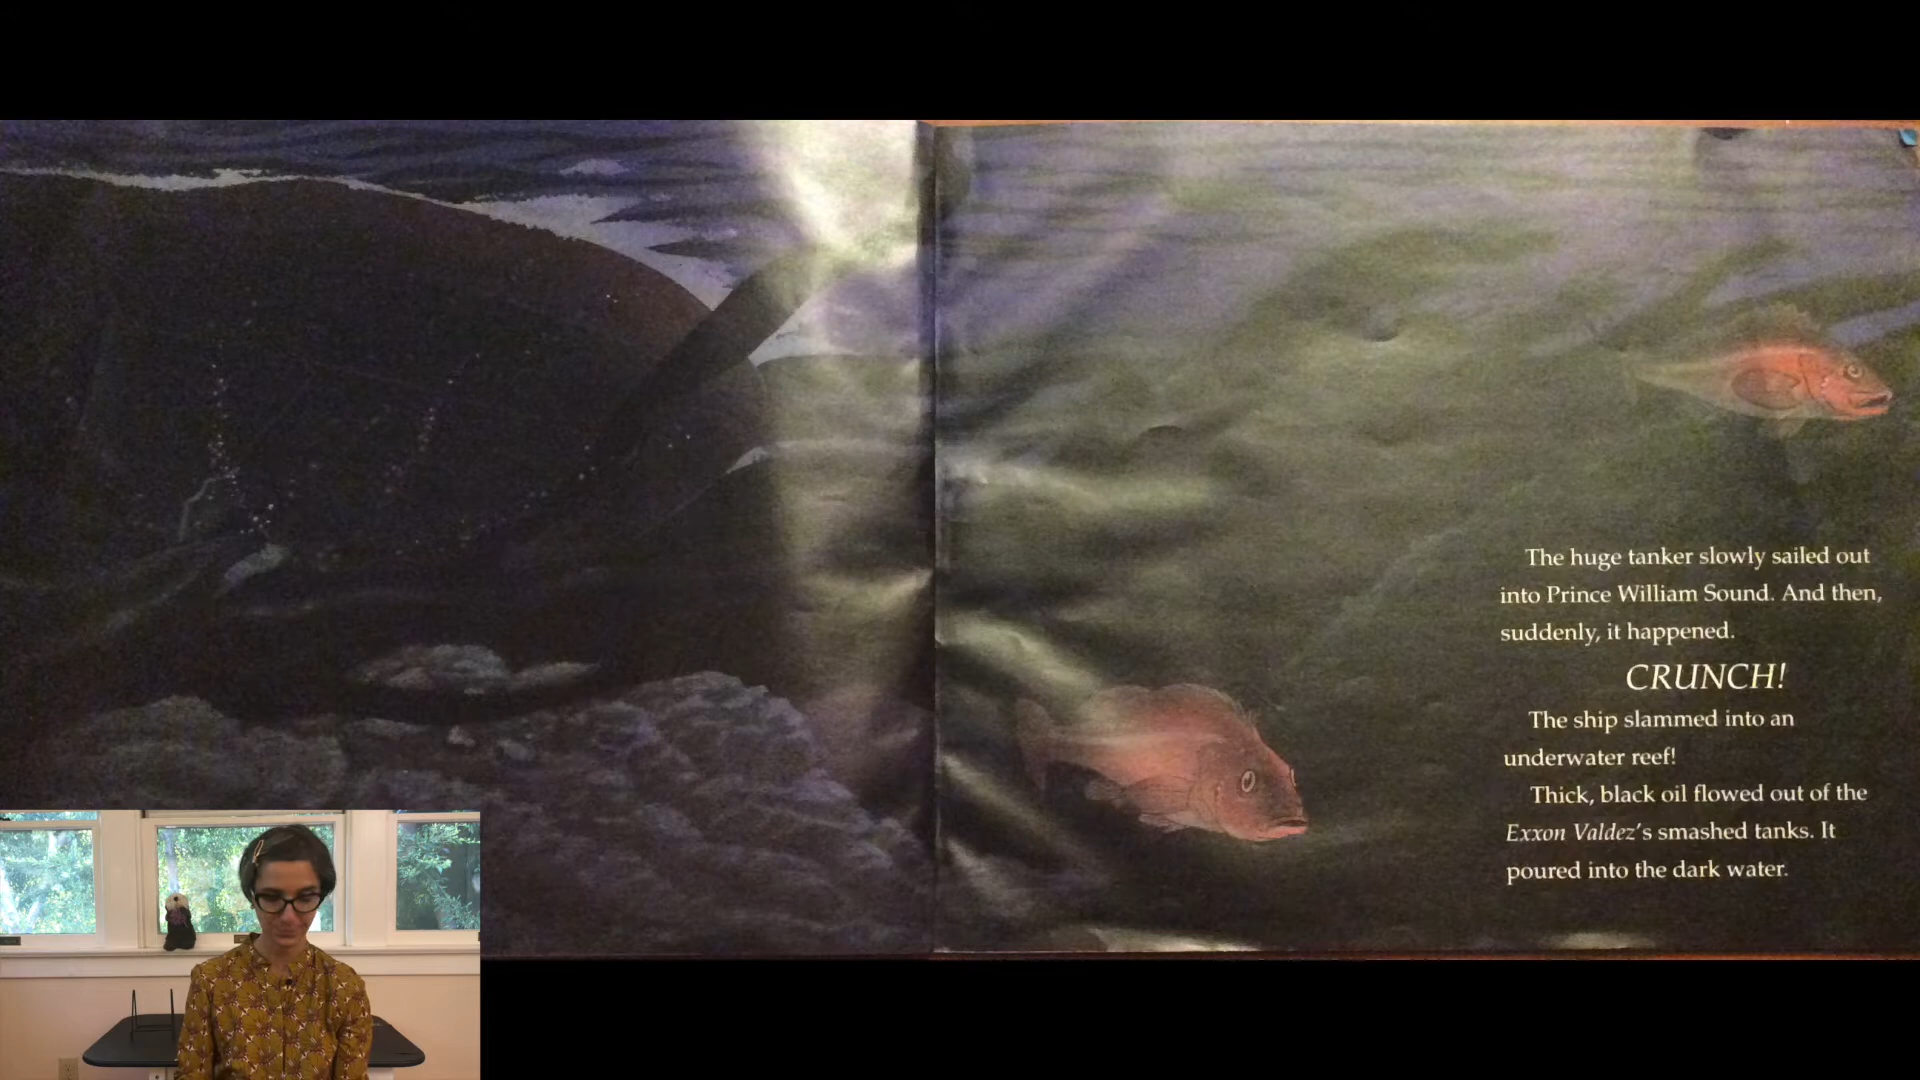 The huge tanker slowly sailed out
into Prince William Sound. And then,
suddenly, it happened.
CRUNCH!
The ship slammed into an
underwater reef!
Thick, black oil flowed out of the
Exxon Valdez's smashed tanks. It
poured into the dark water.